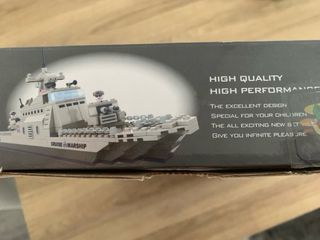 HIGH QUALITY
HIGH PERFORMANCE
THE EXCELLENT DESIGN
SPECIAL FOR YOUR CHILDREN
THE ALL EXCITING NEW SET
GIVE YOU INFINITE PLEASURE
CRUISE WARSHIP